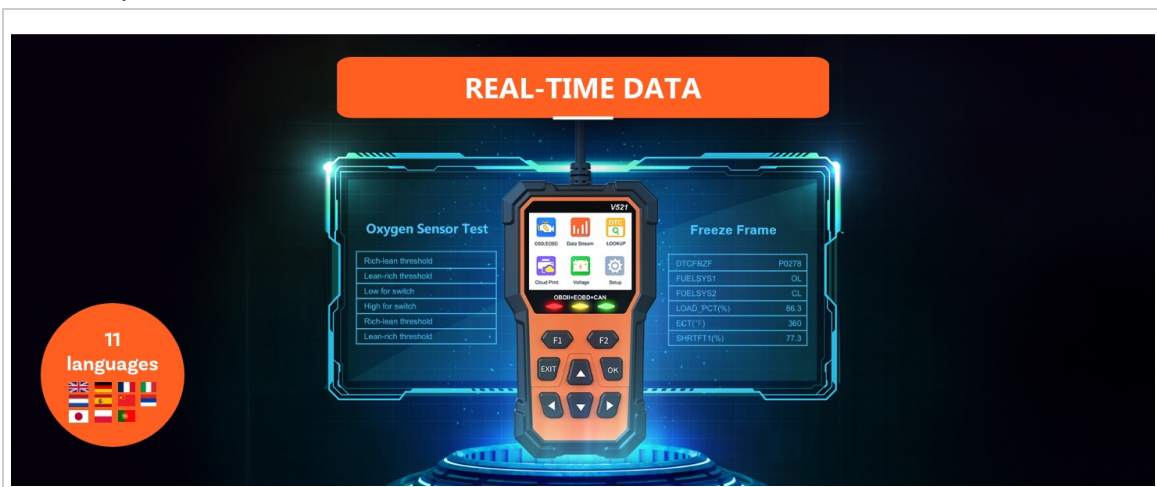 REAL-TIME DATA
Oxygen Sensor Test
Rich-lean threshold
Lean-rich threshold
Low for switch
High for switch
Rich-lean threshold
Lean-rich threshold
V521
OBD/EOBD Data Stream LOOKUP
DTC
Cloud Print Voltage Setup
OBDII+EOBD+CAN
F1 F2
EXIT OK
Freeze Frame
DTCFRZF P0278
FUELSYS1 OL
FUELSYS2 CL
LOAD_PCT(%) 86.3
ECT(°F) 360
SHRTFT1(%) 77.3
11
languages